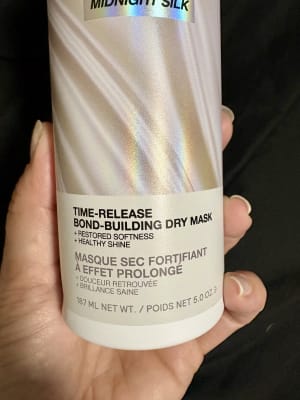 MIDNIGHT SILK
TIME-RELEASE
BOND-BUILDING DRY MASK
+ RESTORED SOFTNESS
+ HEALTHY SHINE
MASQUE SEC FORTIFIANT
À EFFET PROLONGÉ
+ DOUCEUR RETROUVÉE
+ BRILLANCE SAINE
187 ML NET WT. / POIDS NET 5.0 OZ